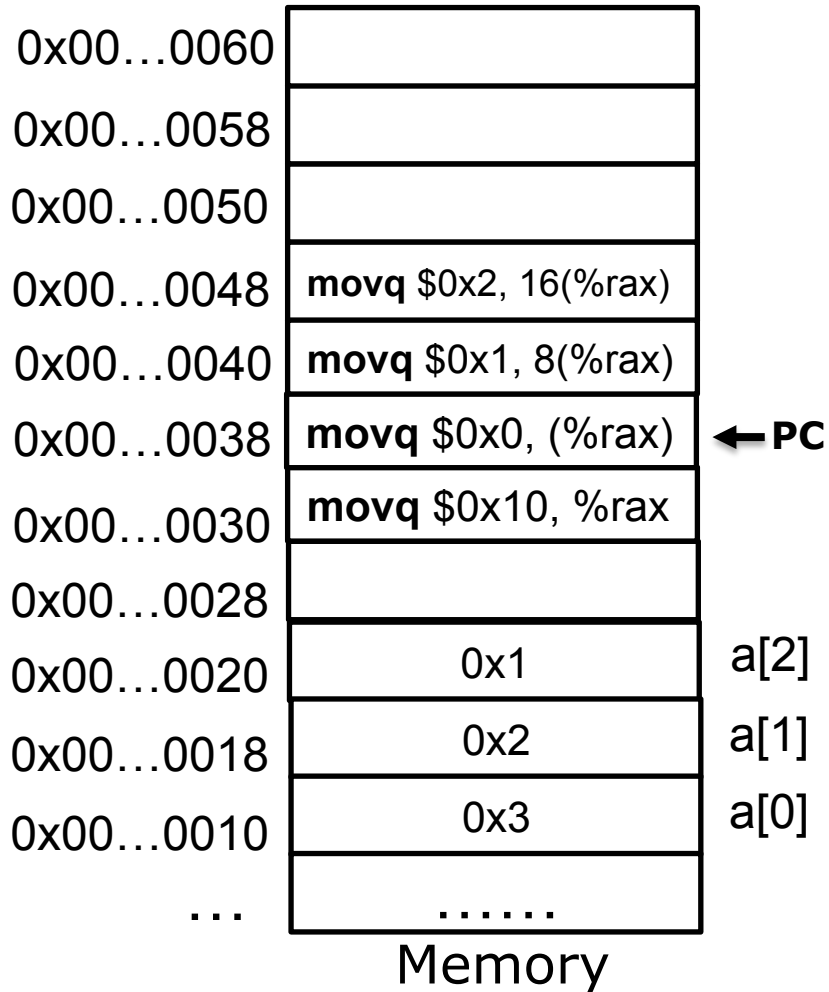 0x00…0060
0x00…0058
0x00…0050
0x00…0048 movq $0x2, 16(%rax)
0x00…0040 movq $0x1, 8(%rax)
0x00…0038 movq $0x0, (%rax) PC
0x00…0030 movq $0x10, %rax
0x00…0028
0x00…0020 0x1 a[2]
0x00…0018 0x2 a[1]
0x00…0010 0x3 a[0]
… ……
Memory